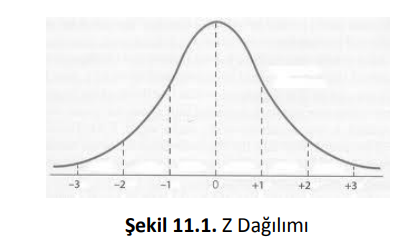 -3 -2 -1 0 +1 +2 +3
Şekil 11.1. Z Dağılımı